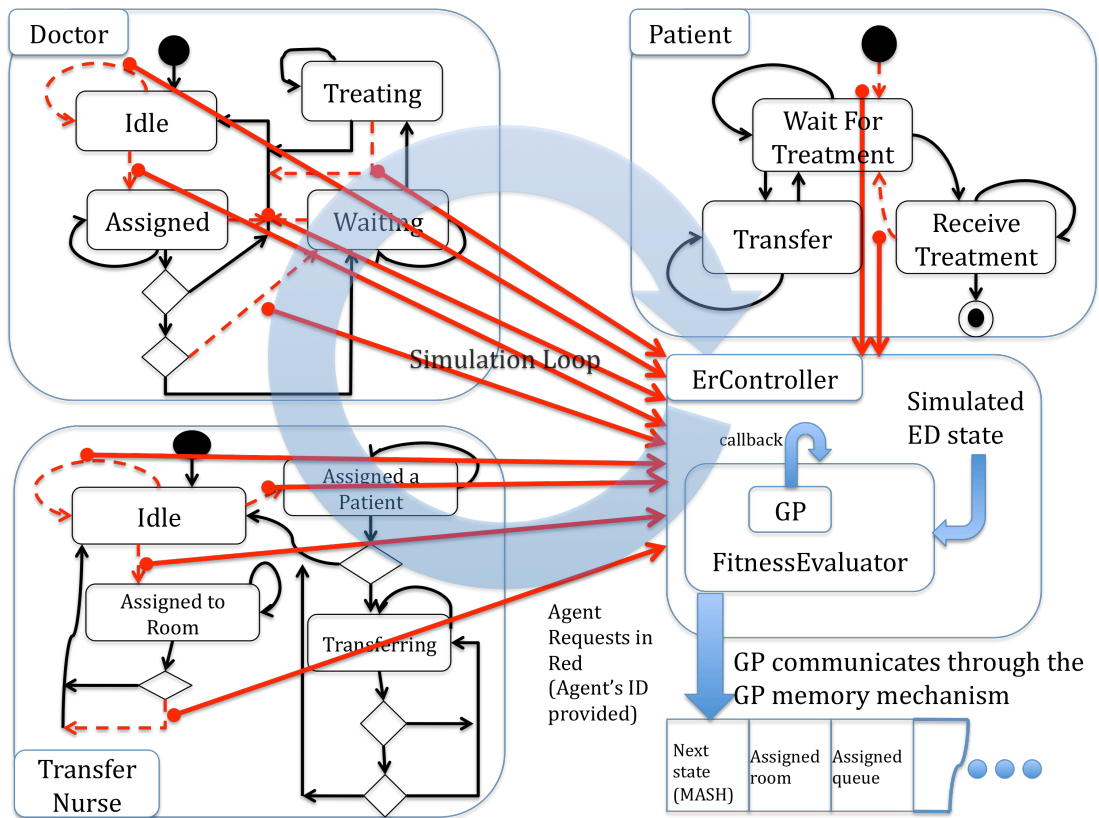 Doctor
Idle
Treating
Assigned
Waiting
Patient
Wait For
Treatment
Transfer
Receive
Treatment
Simulation Loop
ErController
Simulated
ED state
callback
GP
FitnessEvaluator
Idle
Assigned a
Patient
Assigned to
Room
Transferring
Transfer
Nurse
Agent
Requests in
Red
(Agent’s ID
provided)
GP communicates through the
GP memory mechanism
Next
state
(MASH)
Assigned
room
Assigned
queue